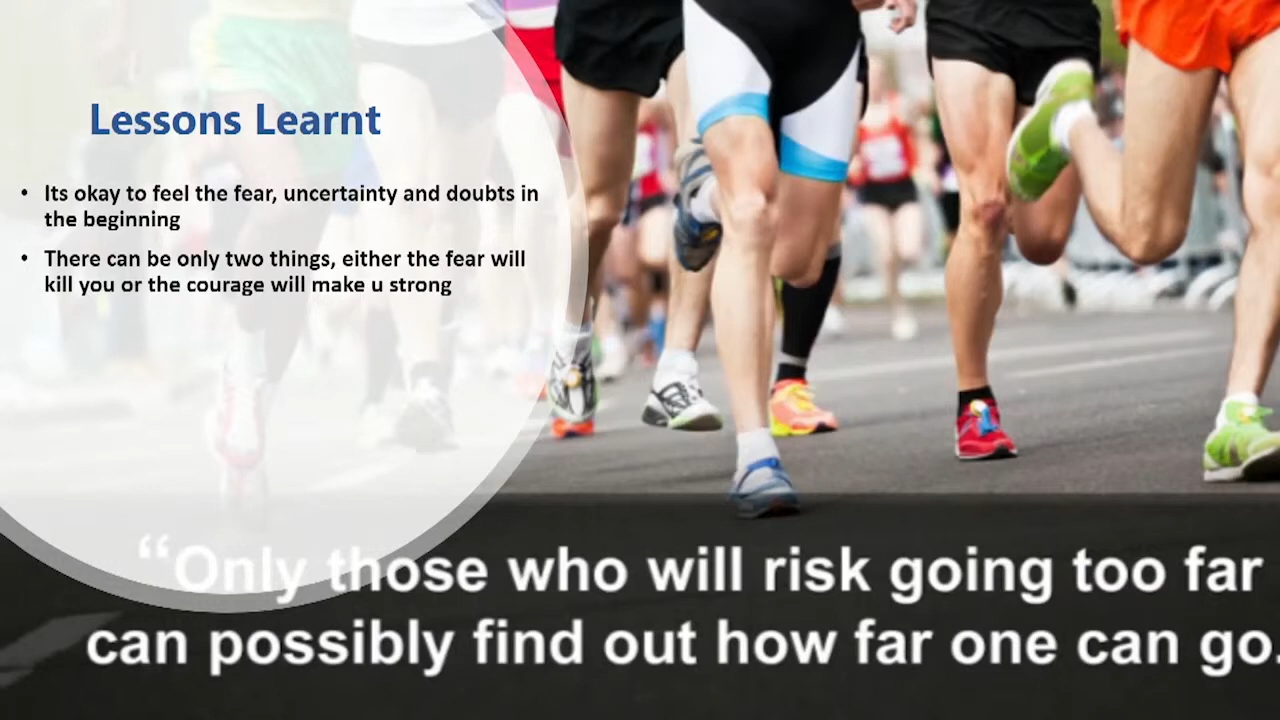 Lessons Learnt
• Its okay to feel the fear, uncertainty and doubts in
the beginning
• There can be only two things, either the fear will
kill you or the courage will make u strong
“Only those who will risk going too far
can possibly find out how far one can go.